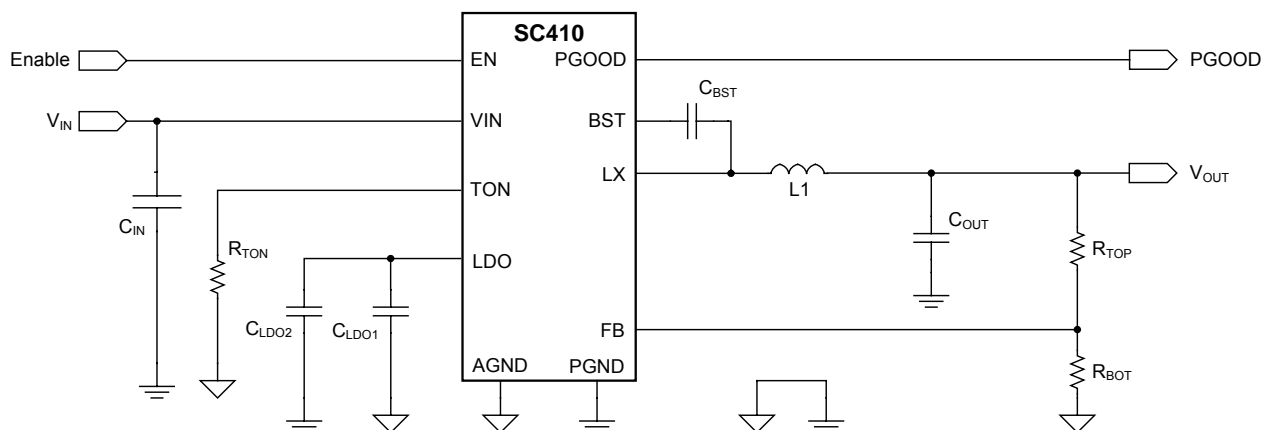 SC410
Enable
EN
PGOOD
PGOOD
C_BST
V_IN
VIN
BST
TON
LX
L1
V_OUT
C_IN
R_TON
C_OUT
R_TOP
LDO
C_LDO2
C_LDO1
FB
AGND
PGND
R_BOT